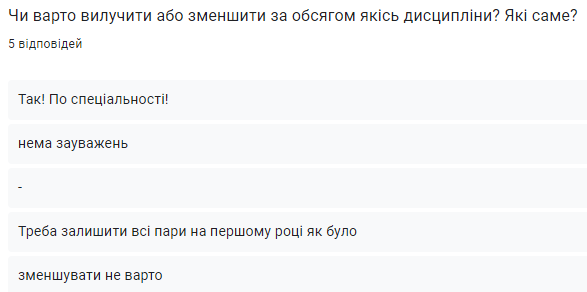 Чи варто вилучити або зменшити за обсягом якісь дисципліни? Які саме?
5 відповідей
Так! По спеціальності!
нема зауважень
-
Треба залишити всі пари на першому році як було
зменшувати не варто